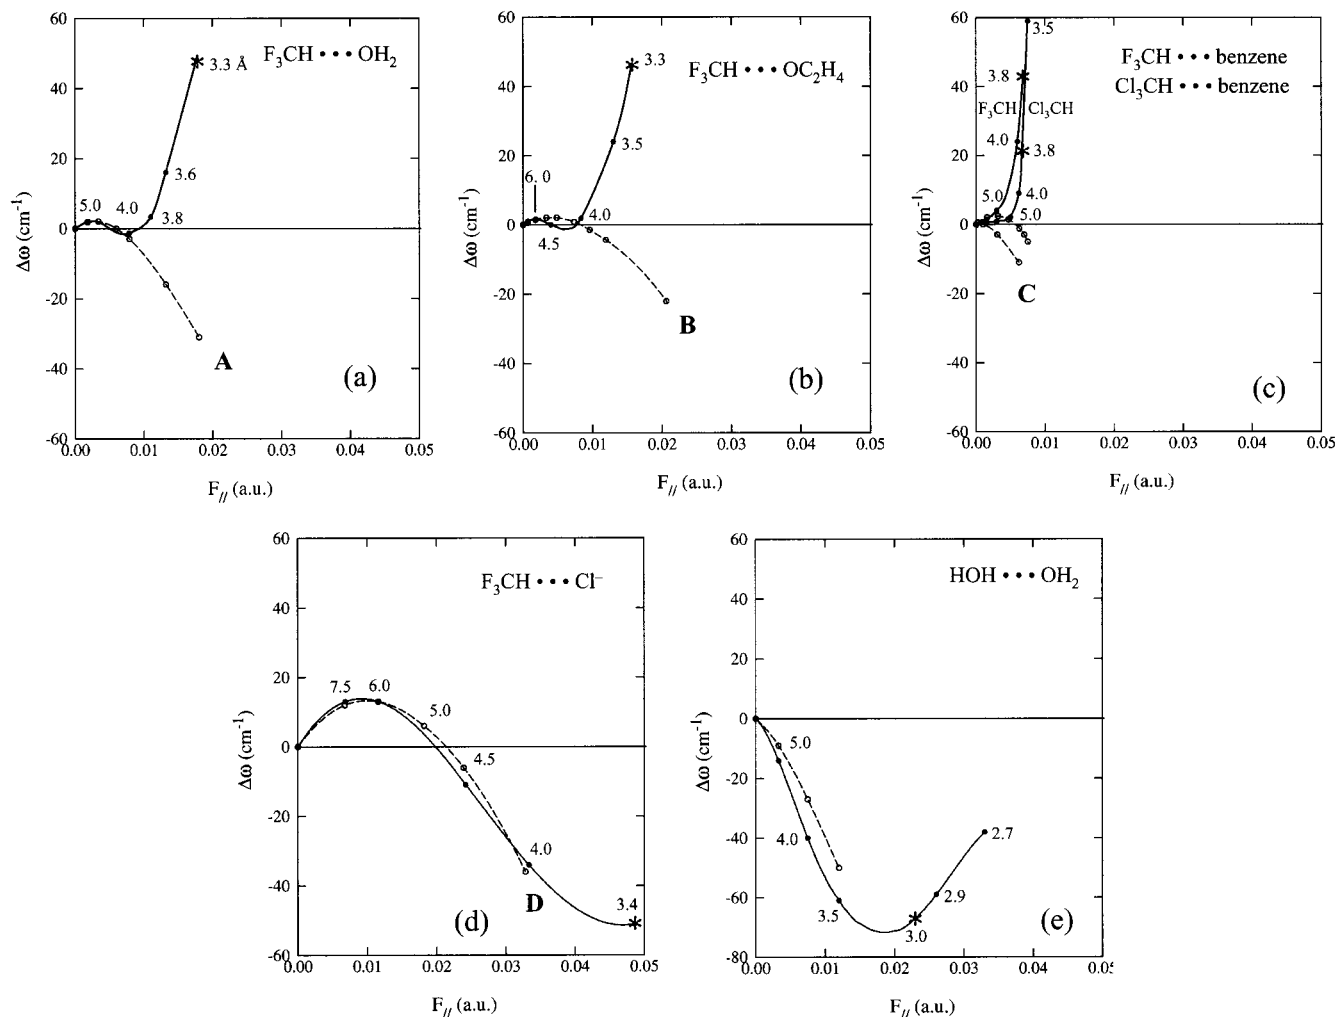 60
40
20
0
-20
-40
-60
Δω (cm⁻¹)
F₃CH • • • OH₂
3.3 Å
3.6
3.8
4.0
5.0
A
(a)
0.00 0.01 0.02 0.03 0.04 0.05
F// (a.u.)
60
40
20
0
-20
-40
-60
Δω (cm⁻¹)
F₃CH • • • OC₂H₄
3.3
3.5
6.0
4.0
4.5
B
(b)
0.00 0.01 0.02 0.03 0.04 0.05
F// (a.u.)
60
40
20
0
-20
-40
-60
Δω (cm⁻¹)
F₃CH • • • benzene
Cl₃CH • • • benzene
3.5
3.8
F₃CH Cl₃CH
4.0
3.8
5.0
4.0
5.0
C
(c)
0.00 0.01 0.02 0.03 0.04 0.05
F// (a.u.)
60
40
20
0
-20
-40
-60
Δω (cm⁻¹)
F₃CH • • • Cl⁻
7.5 6.0
5.0
4.5
4.0
3.4
D
(d)
0.00 0.01 0.02 0.03 0.04 0.05
F// (a.u.)
60
40
20
0
-20
-40
-60
-80
Δω (cm⁻¹)
HOH • • • OH₂
5.0
4.0
3.5
3.0
2.9
2.7
(e)
0.00 0.01 0.02 0.03 0.04 0.05
F// (a.u.)